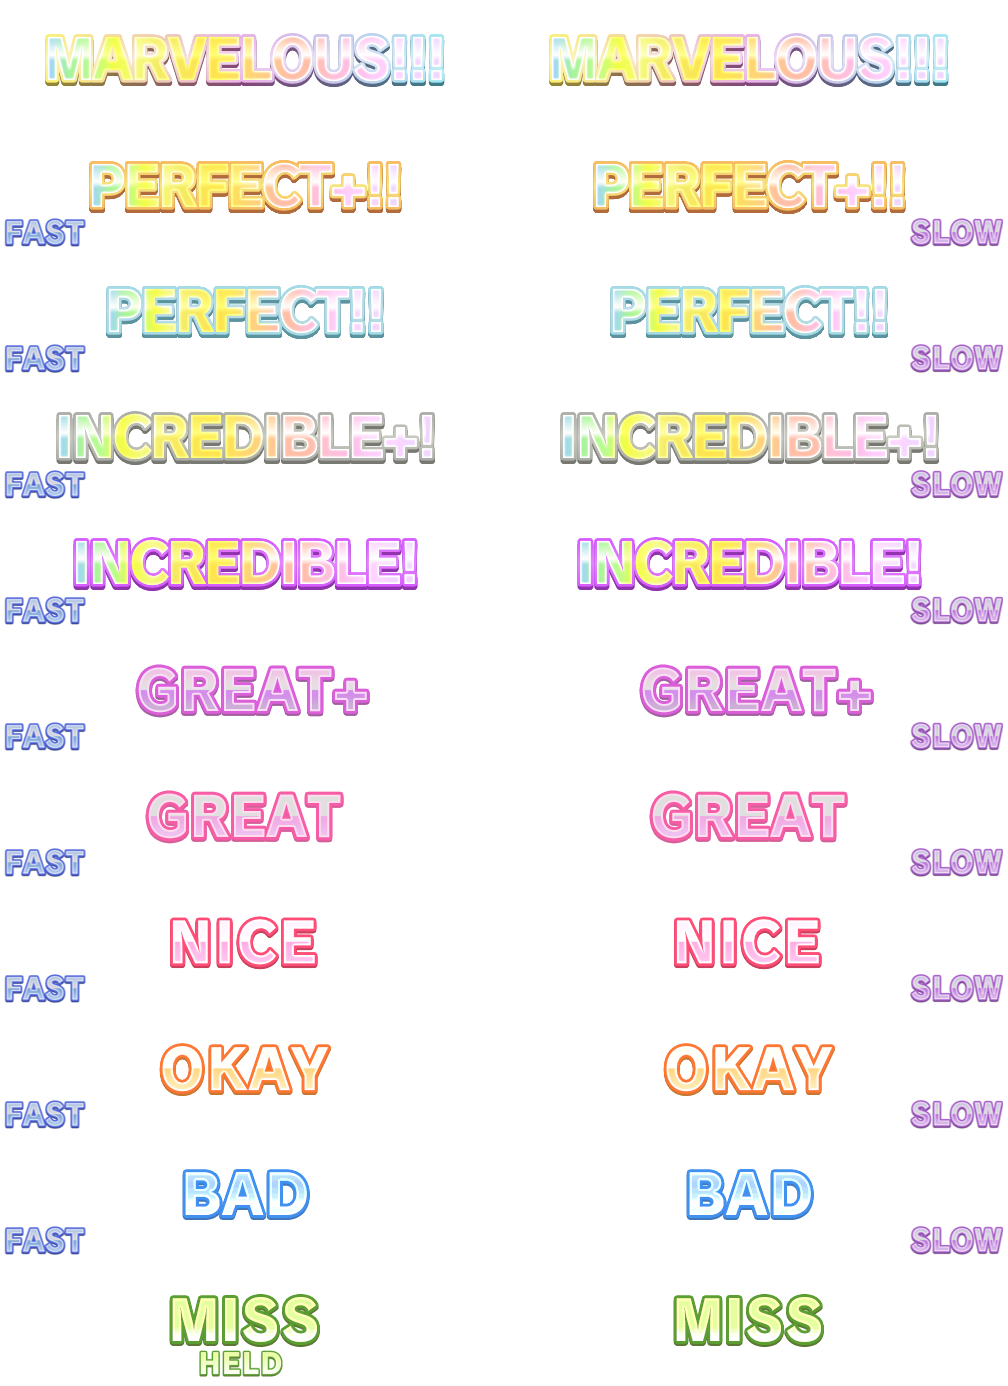 MARVELOUS!!! MARVELOUS!!!
PERFECT+!! PERFECT+!!
FAST SLOW
PERFECT!! PERFECT!!
FAST SLOW
INCREDIBLE+! INCREDIBLE+!
FAST SLOW
INCREDIBLE! INCREDIBLE!
FAST SLOW
GREAT+ GREAT+
FAST SLOW
GREAT GREAT
FAST SLOW
NICE NICE
FAST SLOW
OKAY OKAY
FAST SLOW
BAD BAD
FAST SLOW
MISS MISS
HELD